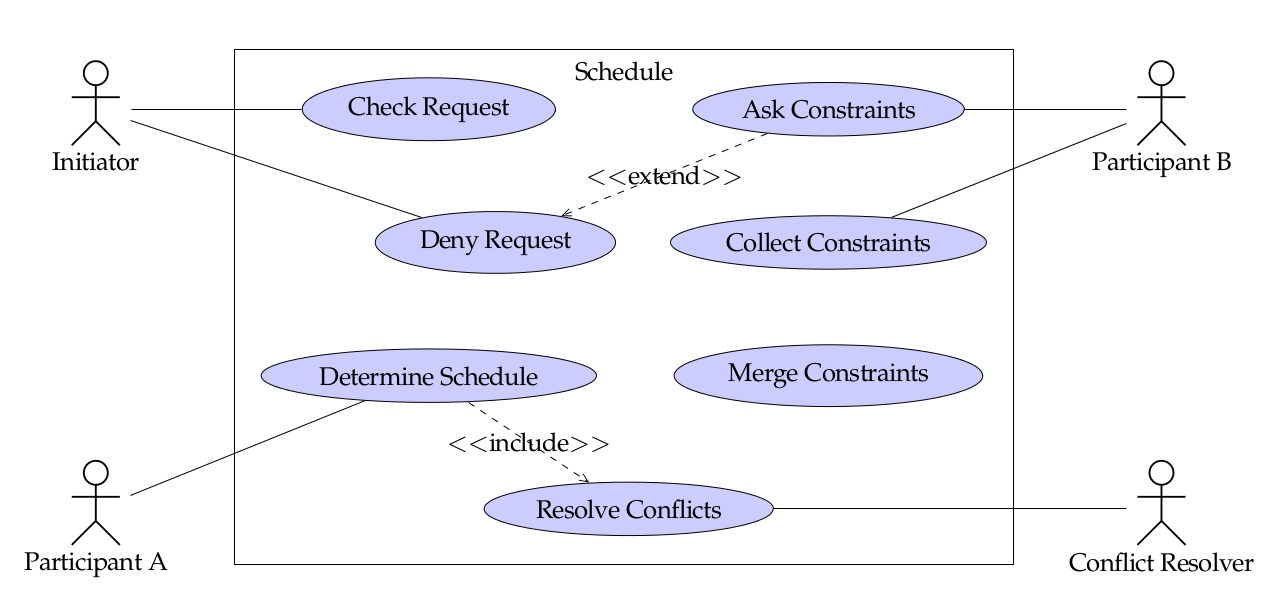 Schedule
Check Request
Ask Constraints
Initiator
Participant B
<<extend>>
Deny Request
Collect Constraints
Determine Schedule
Merge Constraints
<<include>>
Resolve Conflicts
Participant A
Conflict Resolver